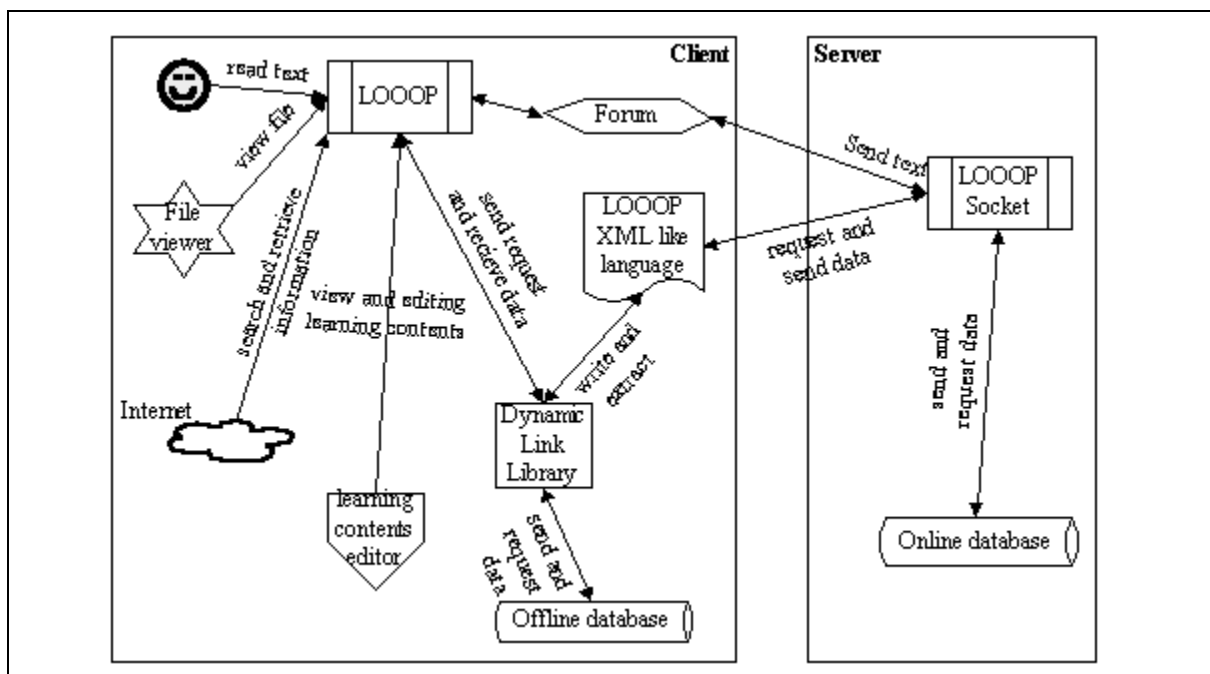 Client
Server
read text
LOOOP
Forum
view file
Send text
File
viewer
search and retrieve
information
send request
and recieve data
LOOOP
XML like
language
LOOOP
Socket
request and
send data
view and editing
learning contents
write and
extract
send and
request data
Internet
Dynamic
Link
Library
learning
contents
editor
send and
request
data
Online database
Offline database